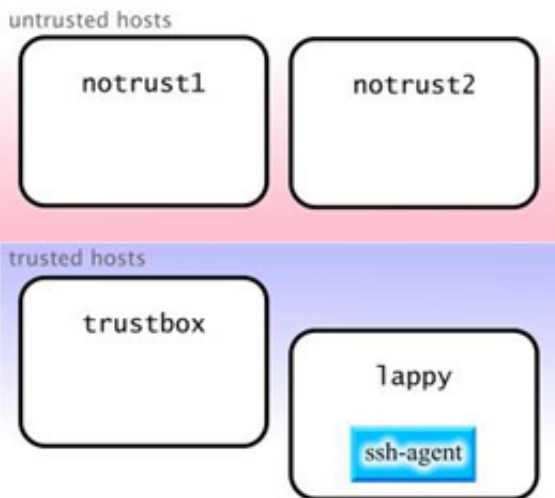 untrusted hosts
notrust1
notrust2
trusted hosts
trustbox
lappy
ssh-agent